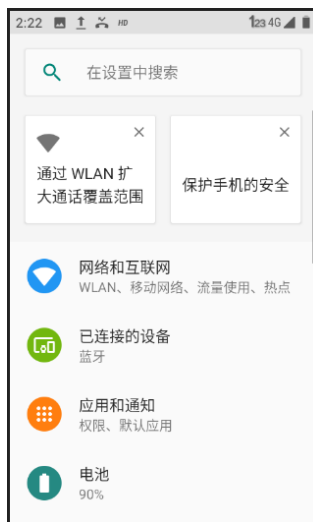 2:22 HD 123 4G
在设置中搜索
通过 WLAN 扩
大通话覆盖范围
保护手机的安全
网络和互联网
WLAN、移动网络、流量使用、热点
已连接的设备
蓝牙
应用和通知
权限、默认应用
电池
90%